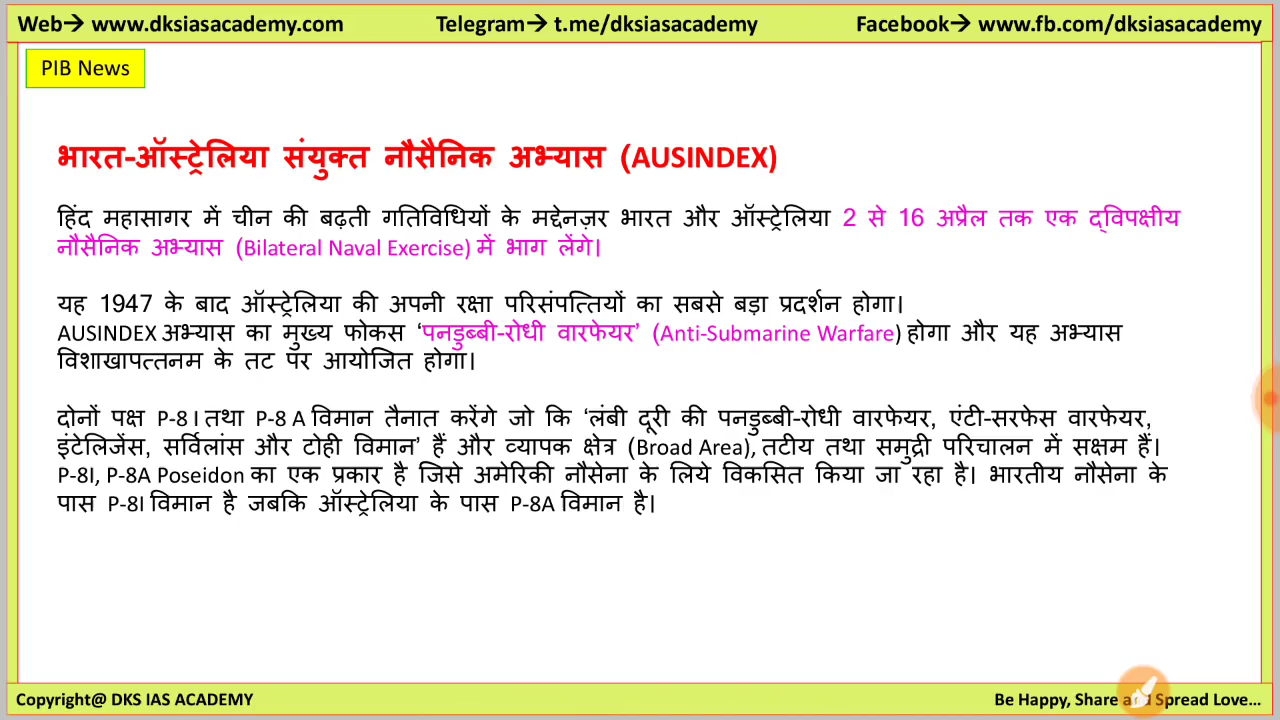 Web→ www.dksiasacademy.com Telegram→ t.me/dksiasacademy Facebook→ www.fb.com/dksiasacademy
PIB News
भारत-ऑस्ट्रेलिया संयुक्त नौसैनिक अभ्यास (AUSINDEX)
हिंद महासागर में चीन की बढ़ती गतिविधियों के मद्देनज़र भारत और ऑस्ट्रेलिया 2 से 16 अप्रैल तक एक द्विपक्षीय
नौसैनिक अभ्यास (Bilateral Naval Exercise) में भाग लेंगे।
यह 1947 के बाद ऑस्ट्रेलिया की अपनी रक्षा परिसंपत्तियों का सबसे बड़ा प्रदर्शन होगा।
AUSINDEX अभ्यास का मुख्य फोकस ‘पनडुब्बी-रोधी वारफेयर’ (Anti-Submarine Warfare) होगा और यह अभ्यास
विशाखापत्तनम के तट पर आयोजित होगा।
दोनों पक्ष P-8 I तथा P-8 A विमान तैनात करेंगे जो कि ‘लंबी दूरी की पनडुब्बी-रोधी वारफेयर, एंटी-सरफेस वारफेयर,
इंटेलिजेंस, सर्विलांस और टोही विमान’ हैं और व्यापक क्षेत्र (Broad Area), तटीय तथा समुद्री परिचालन में सक्षम हैं।
P-8I, P-8A Poseidon का एक प्रकार है जिसे अमेरिकी नौसेना के लिये विकसित किया जा रहा है। भारतीय नौसेना के
पास P-8I विमान है जबकि ऑस्ट्रेलिया के पास P-8A विमान है।
Copyright@ DKS IAS ACADEMY Be Happy, Share and Spread Love...